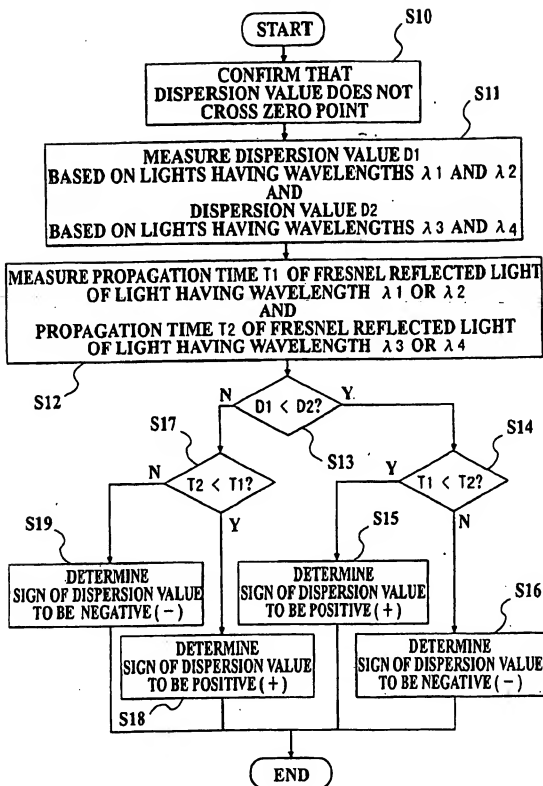 START
S10
CONFIRM THAT
DISPERSION VALUE DOES NOT
CROSS ZERO POINT
S11
MEASURE DISPERSION VALUE D1
BASED ON LIGHTS HAVING WAVELENGTHS λ1 AND λ2
AND
DISPERSION VALUE D2
BASED ON LIGHTS HAVING WAVELENGTHS λ3 AND λ4
MEASURE PROPAGATION TIME T1 OF FRESNEL REFLECTED LIGHT
OF LIGHT HAVING WAVELENGTH λ1 OR λ2
AND
PROPAGATION TIME T2 OF FRESNEL REFLECTED LIGHT
OF LIGHT HAVING WAVELENGTH λ3 OR λ4
S12
N
D1 < D2?
Y
S13
S17
S14
N
T2 < T1?
Y
Y
T1 < T2?
N
S19
S15
DETERMINE
SIGN OF DISPERSION VALUE
TO BE NEGATIVE (-)
DETERMINE
SIGN OF DISPERSION VALUE
TO BE POSITIVE (+)
S16
DETERMINE
SIGN OF DISPERSION VALUE
TO BE POSITIVE (+)
S18
DETERMINE
SIGN OF DISPERSION VALUE
TO BE NEGATIVE (-)
END